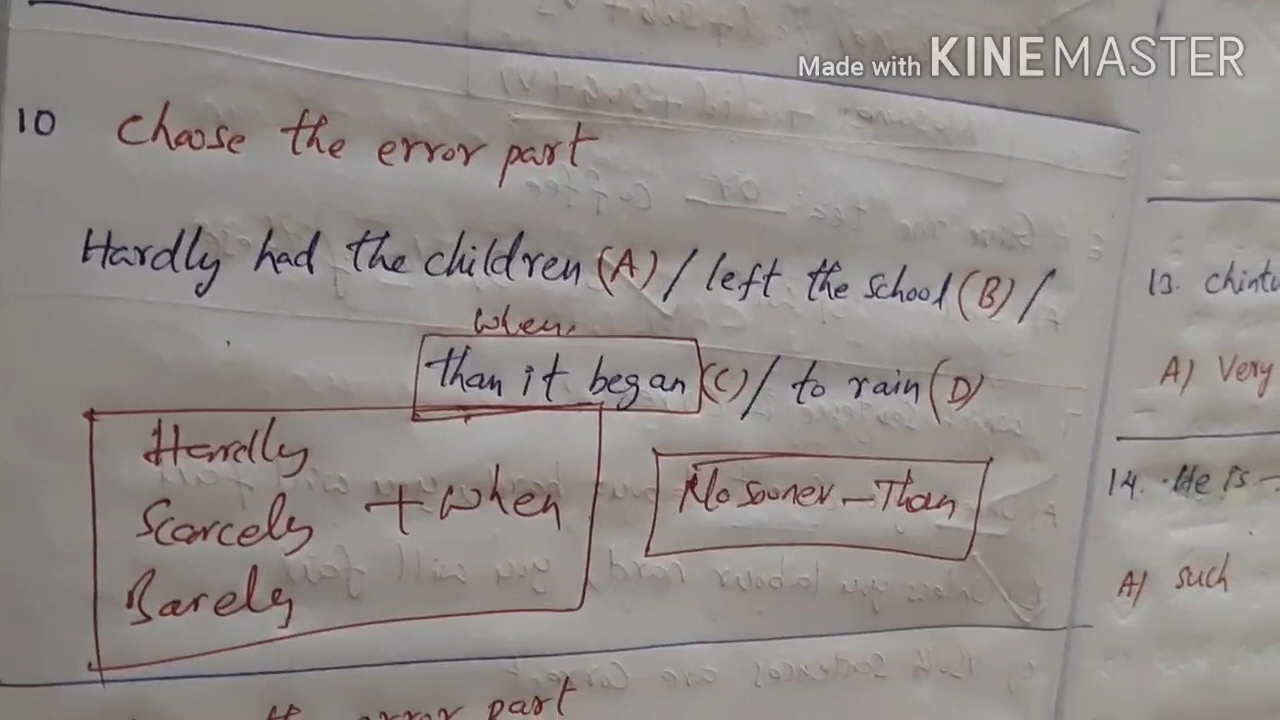 Made with KINEMASTER
10 Choose the error part
Hardly had the children (A) / left the school (B) /
when
than it began (C) / to rain (D)
Hardly
Scarcely + when
Barely
No sooner - Than
13. chintu
A) Very
14. He is -
A) such
error part